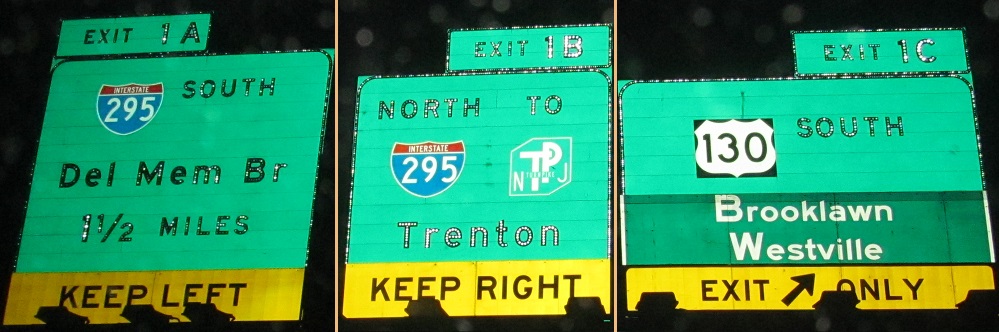 EXIT 1A
INTERSTATE
295
SOUTH
Del Mem Br
1 1/2 MILES
KEEP LEFT
EXIT 1B
NORTH TO
INTERSTATE
295
NJ
TP
TURNPIKE
Trenton
KEEP RIGHT
EXIT 1C
130
SOUTH
Brooklawn
Westville
EXIT ONLY